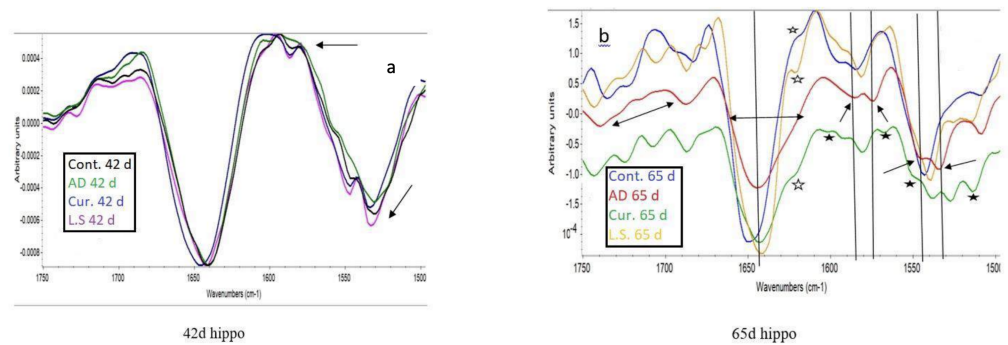 a
Arbitrary units
0.0004
0.0002
0.0000
-0.0002
-0.0004
-0.0006
-0.0008
Cont. 42 d
AD 42 d
Cur. 42 d
L.S 42 d
1750
1700
1650
1600
1550
1500
Wavenumbers (cm-1)
42d hippo
b
Arbitrary units
1.5
1.0
0.5
-0.0
-0.5
-1.0
-1.5
10-4
Cont. 65 d
AD 65 d
Cur. 65 d
L.S. 65 d
1750
1700
1650
1600
1550
1500
Wavenumbers (cm-1)
65d hippo